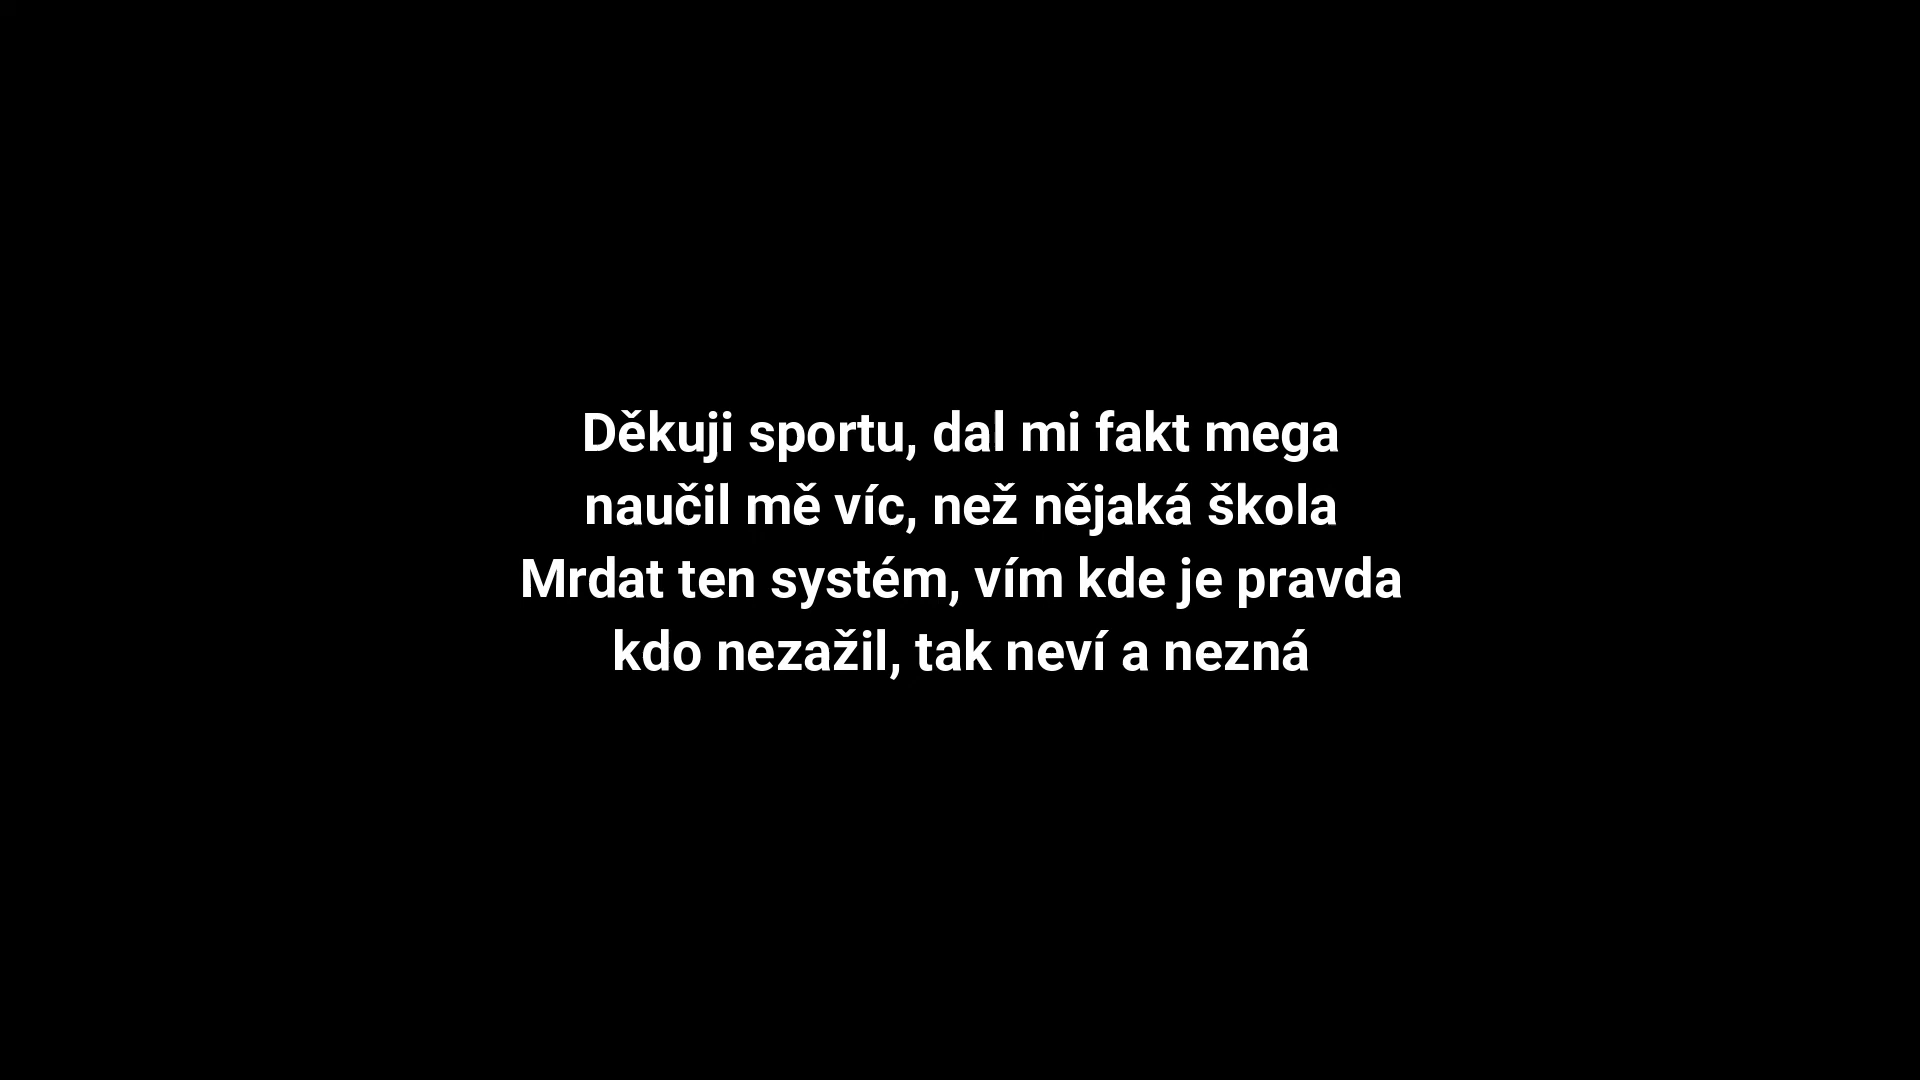 Děkuji sportu, dal mi fakt mega
naučil mě víc, než nějaká škola
Mrdat ten systém, vím kde je pravda
kdo nezažil, tak neví a nezná